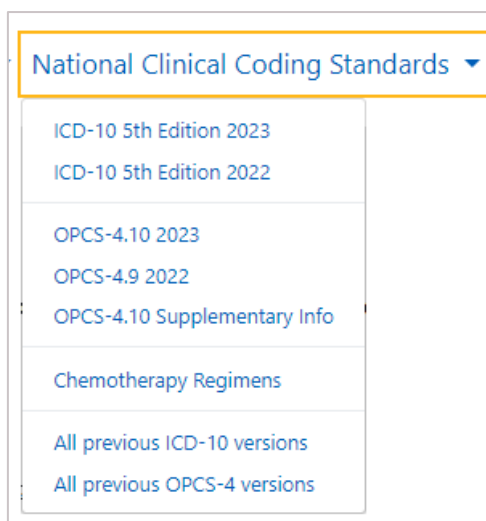 National Clinical Coding Standards
ICD-10 5th Edition 2023
ICD-10 5th Edition 2022
OPCS-4.10 2023
OPCS-4.9 2022
OPCS-4.10 Supplementary Info
Chemotherapy Regimens
All previous ICD-10 versions
All previous OPCS-4 versions